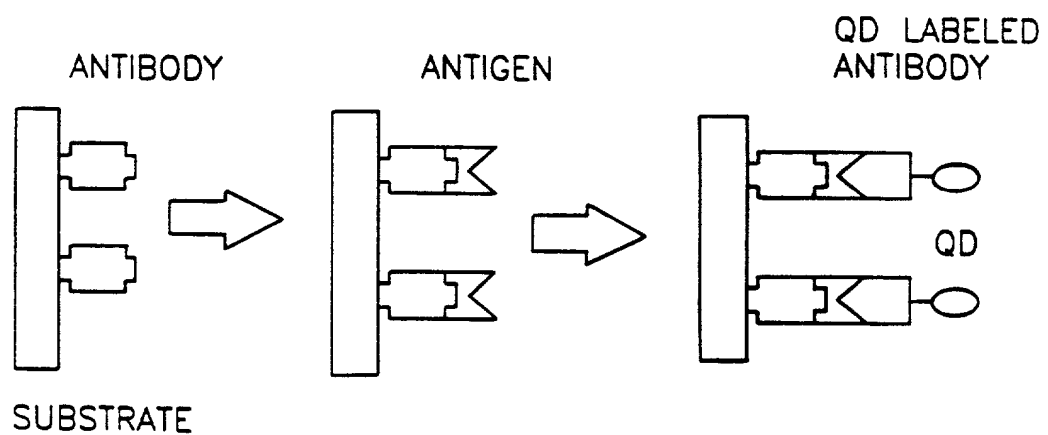 ANTIBODY
ANTIGEN
QD LABELED
ANTIBODY
QD
SUBSTRATE